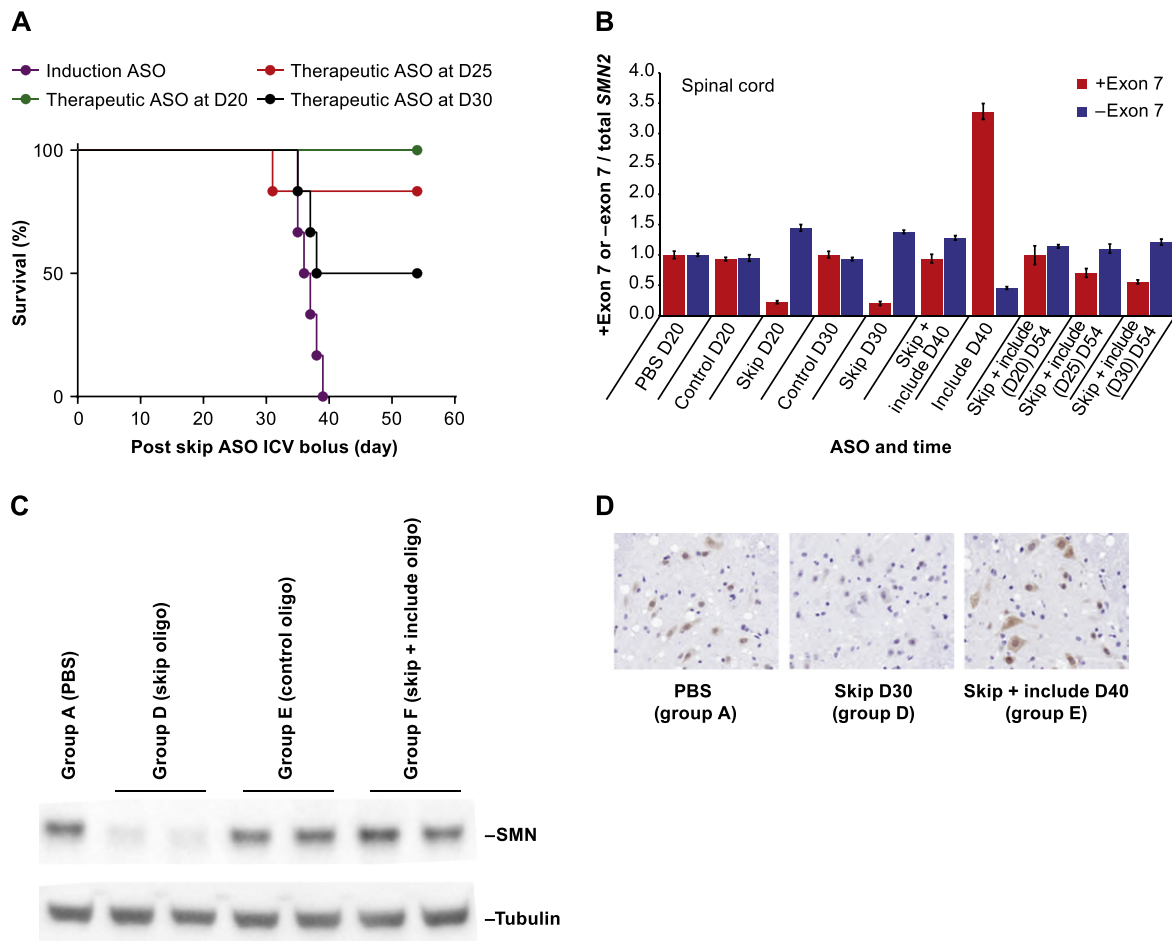 A
Induction ASO
Therapeutic ASO at D25
Therapeutic ASO at D20
Therapeutic ASO at D30
100
50
0
Survival (%)
0 10 20 30 40 50 60
Post skip ASO ICV bolus (day)
B
+Exon 7 or –exon 7 / total SMN2
4.0
3.5
3.0
2.5
2.0
1.5
1.0
0.5
0.0
Spinal cord
+Exon 7
–Exon 7
PBS D20
Control D20
Skip D20
Control D30
Skip D30
Skip +
include D40
Include D40
Skip + include
(D20) D54
Skip + include
(D25) D54
Skip + include
(D30) D54
ASO and time
C
Group A (PBS)
Group D (skip oligo)
Group E (control oligo)
Group F (skip + include oligo)
–SMN
–Tubulin
D
PBS
(group A)
Skip D30
(group D)
Skip + include D40
(group E)